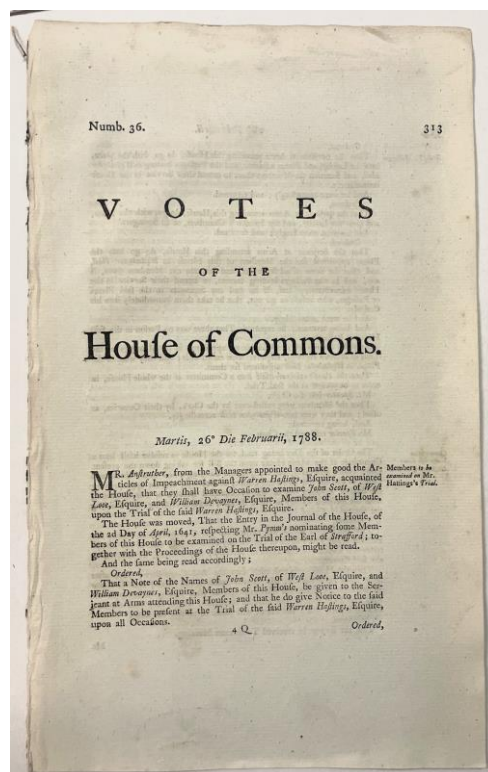 Numb. 36.
313
VOTES
OF THE
Houſe of Commons.
Martis, 26° Die Februarii, 1788.
MR. Anſtruther, from the Managers appointed to make good the Ar-
ticles of Impeachment againſt Warren Haſtings, Eſquire, acquainted
the Houſe, that they ſhall have Occaſion to examine John Scott, of Weſt
Looe, Eſquire, and William Devaynes, Eſquire, Members of this Houſe,
upon the Trial of the ſaid Warren Haſtings, Eſquire.
Members to be
examined on Mr.
Haſtings's Trial.
The Houſe was moved, That the Entry in the Journal of the Houſe, of
the 2d Day of April, 1641, reſpecting Mr. Pymm's nominating ſome Mem-
bers of this Houſe to be examined on the Trial of the Earl of Strafford; to-
gether with the Proceedings of the Houſe thereupon, might be read.
And the ſame being read accordingly;
Ordered,
That a Note of the Names of John Scott, of Weſt Looe, Eſquire, and
William Devaynes, Eſquire, Members of this Houſe, be given to the Ser-
jeant at Arms attending this Houſe; and that he do give Notice to the ſaid
Members to be preſent at the Trial of the ſaid Warren Haſtings, Eſquire,
upon all Occaſions.
4 Q
Ordered,